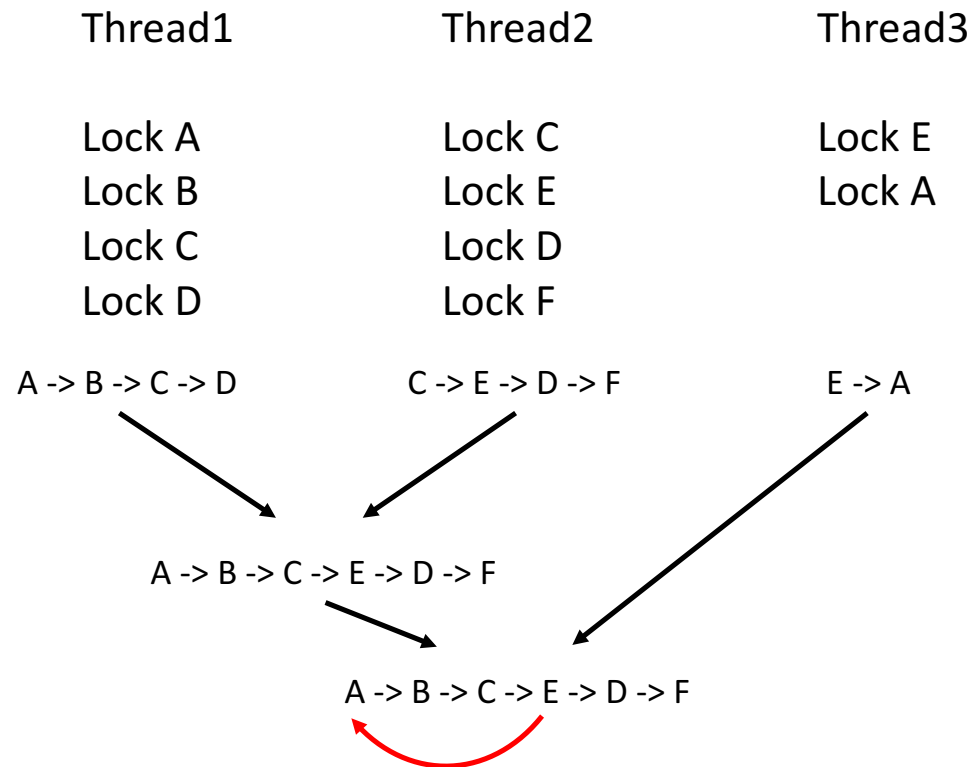 Thread1 Thread2 Thread3
Lock A Lock C Lock E
Lock B Lock E Lock A
Lock C Lock D
Lock D Lock F
A -> B -> C -> D C -> E -> D -> F E -> A
A -> B -> C -> E -> D -> F
A -> B -> C -> E -> D -> F